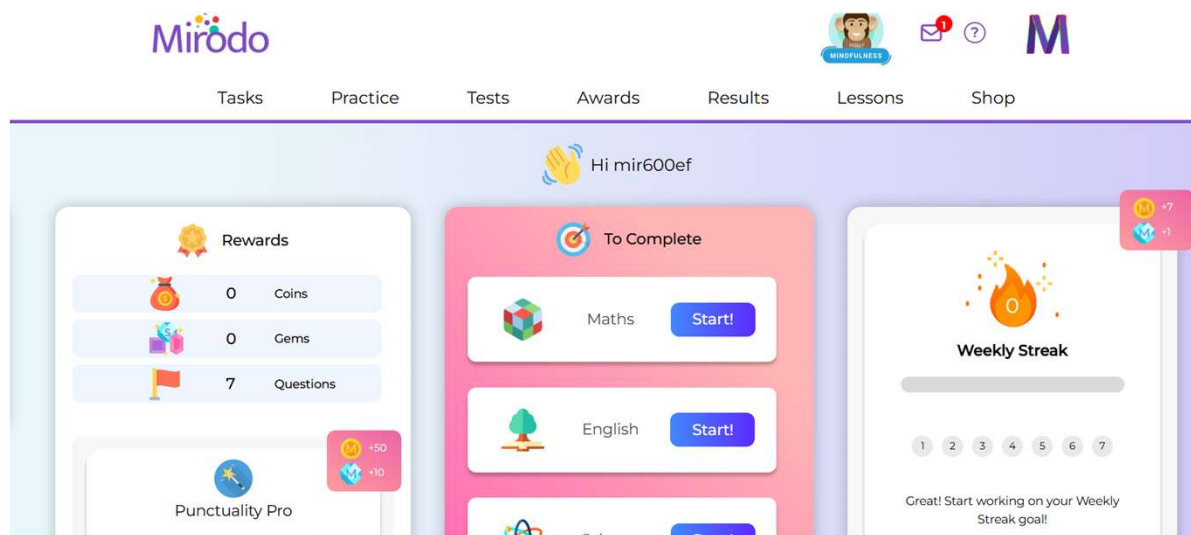 Mirodo
HOLLY
MINDFULNESS
1
?
M
Tasks Practice Tests Awards Results Lessons Shop
Hi mir600ef
Rewards
0 Coins
0 Gems
7 Questions
M +50
M +10
Punctuality Pro
To Complete
Maths Start!
English Start!
M +7
M +1
0
Weekly Streak
1 2 3 4 5 6 7
Great! Start working on your Weekly
Streak goal!